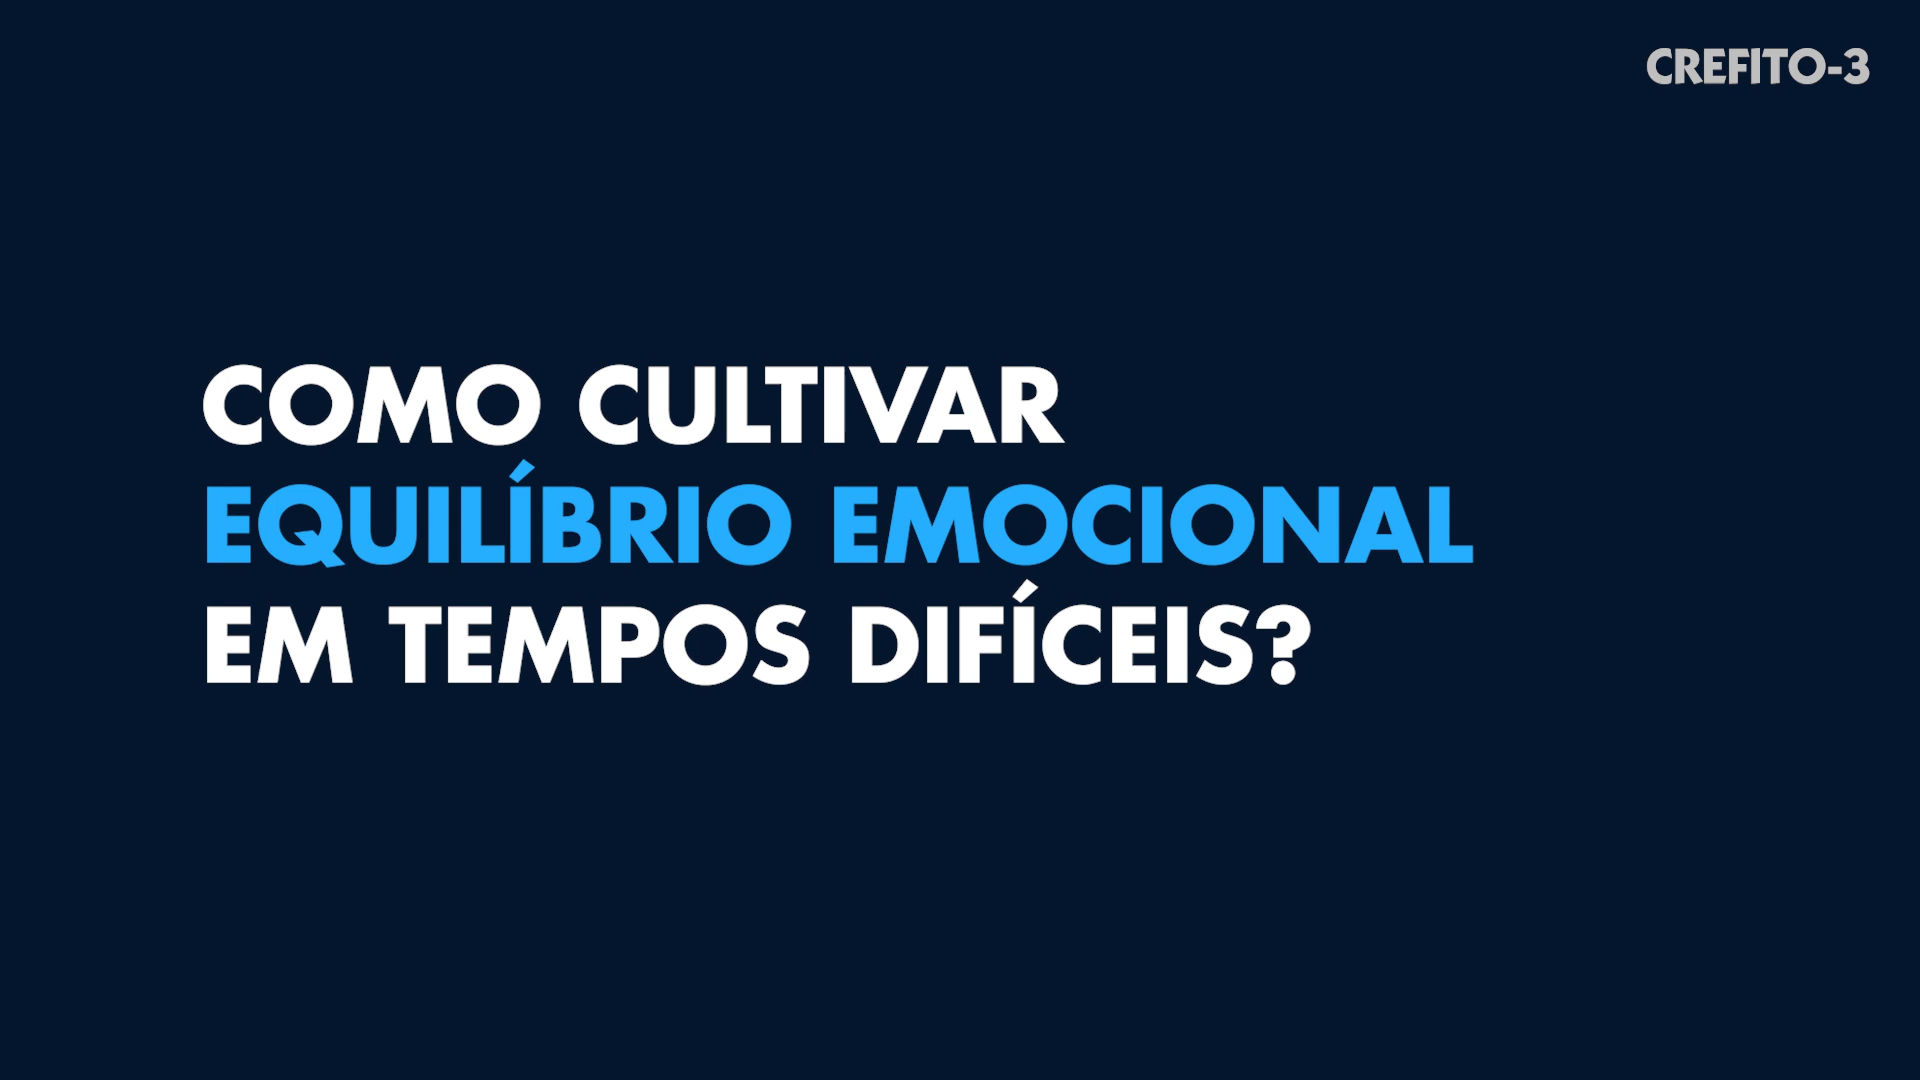 CREFITO-3
COMO CULTIVAR
EQUILÍBRIO EMOCIONAL
EM TEMPOS DIFÍCEIS?